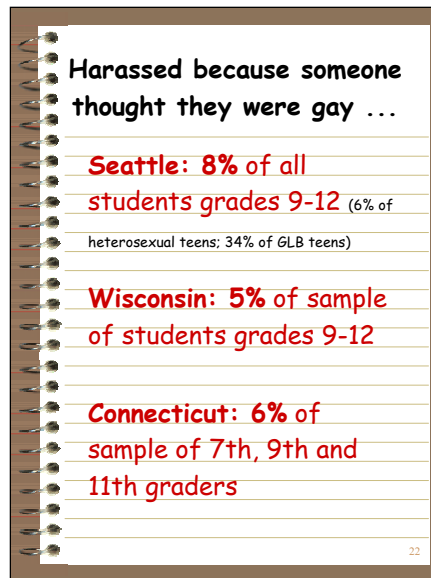 Harassed because someone
thought they were gay ...
Seattle: 8% of all
students grades 9-12 (6% of
heterosexual teens; 34% of GLB teens)
Wisconsin: 5% of sample
of students grades 9-12
Connecticut: 6% of
sample of 7th, 9th and
11th graders
22